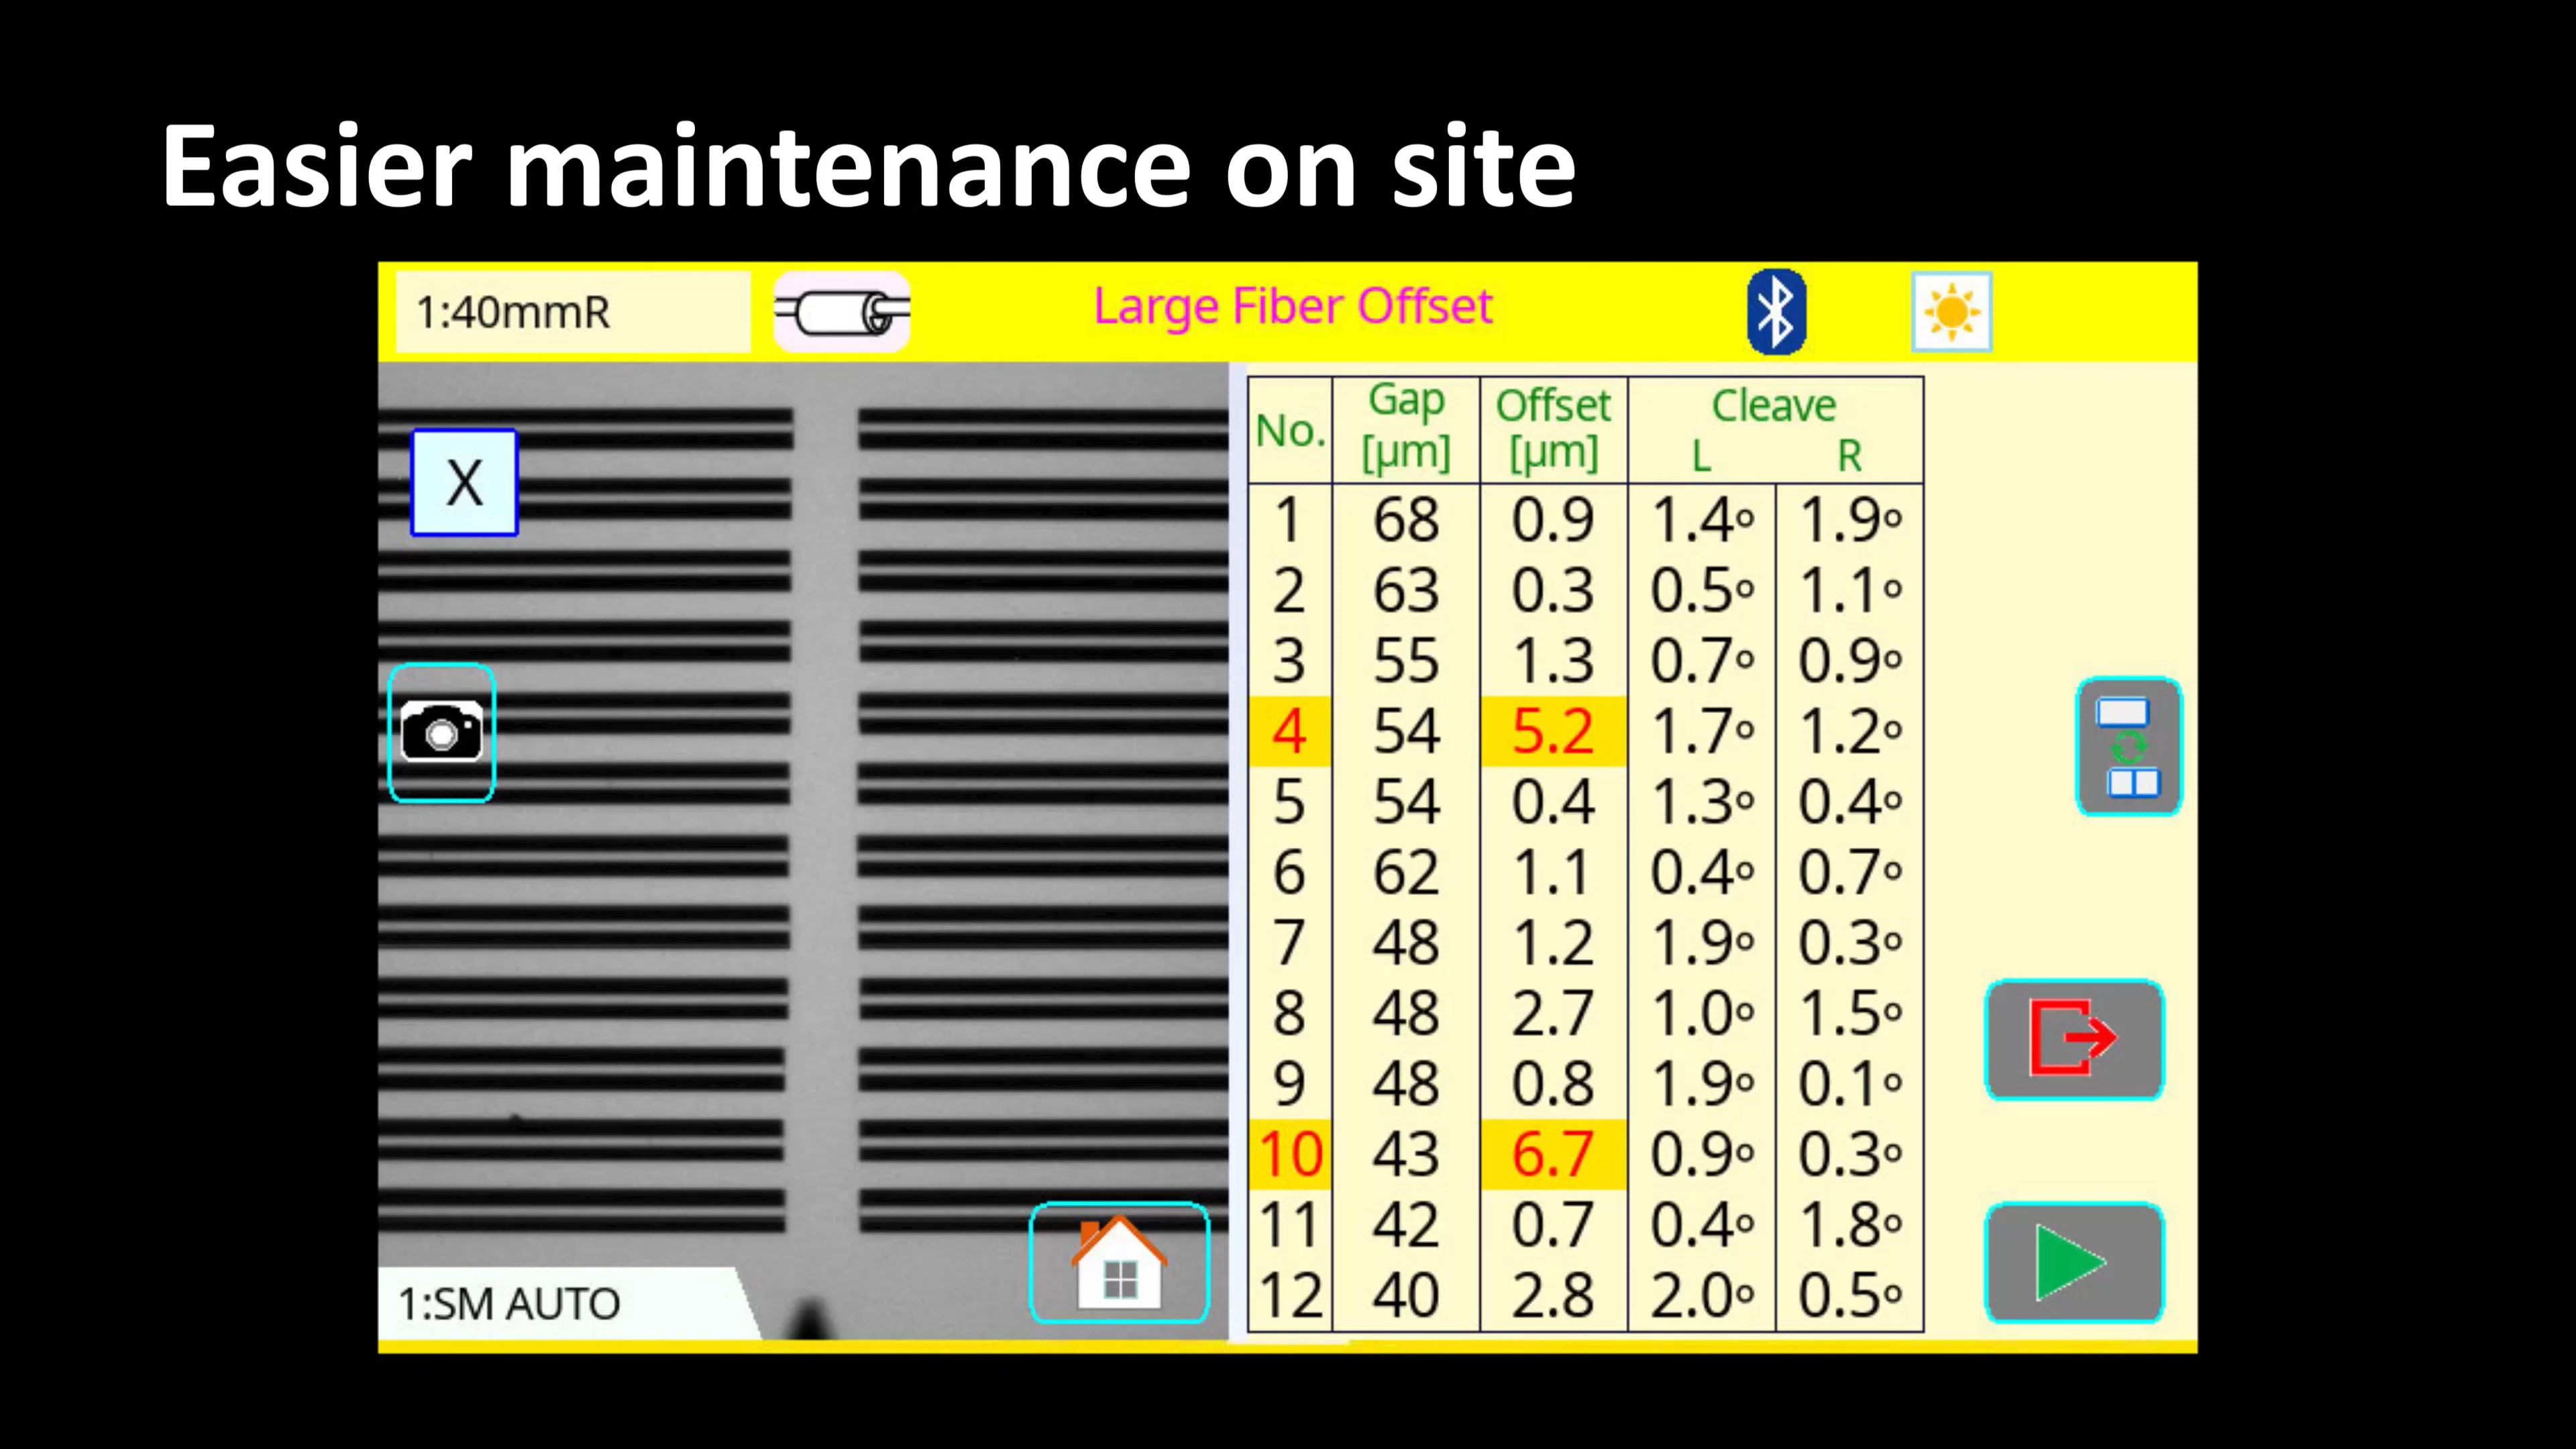 Easier maintenance on site
1:40mmR
Large Fiber Offset
X
1:SM AUTO
No. Gap [µm] Offset [µm] Cleave L R
1 68 0.9 1.4° 1.9°
2 63 0.3 0.5° 1.1°
3 55 1.3 0.7° 0.9°
4 54 5.2 1.7° 1.2°
5 54 0.4 1.3° 0.4°
6 62 1.1 0.4° 0.7°
7 48 1.2 1.9° 0.3°
8 48 2.7 1.0° 1.5°
9 48 0.8 1.9° 0.1°
10 43 6.7 0.9° 0.3°
11 42 0.7 0.4° 1.8°
12 40 2.8 2.0° 0.5°